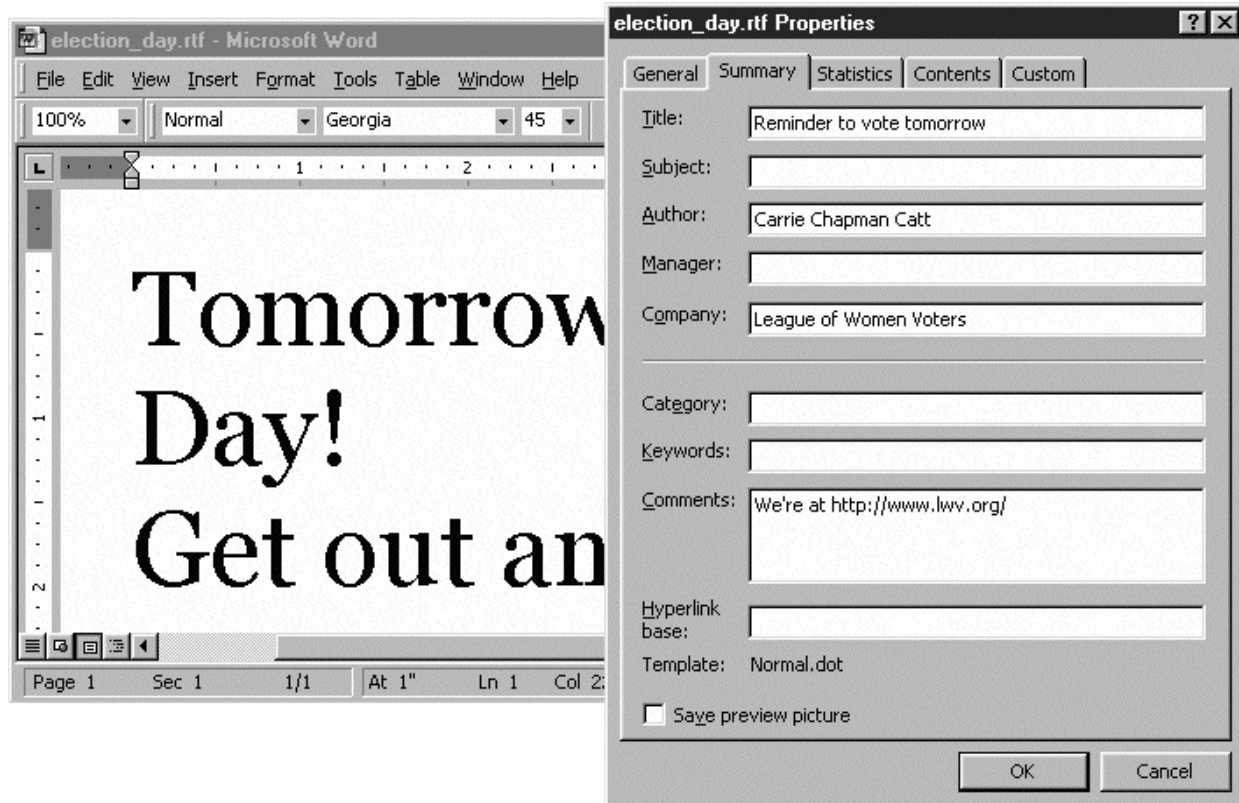 election_day.rtf - Microsoft Word
File Edit View Insert Format Tools Table Window Help
100% Normal Georgia 45
L 1 2
Tomorrow
Day!
Get out an
1
2
Page 1 Sec 1 1/1 At 1" Ln 1 Col
election_day.rtf Properties
General Summary Statistics Contents Custom
Title: Reminder to vote tomorrow
Subject:
Author: Carrie Chapman Catt
Manager:
Company: League of Women Voters
Category:
Keywords:
Comments: We're at http://www.lwv.org/
Hyperlink
base:
Template: Normal.dot
Save preview picture
OK Cancel